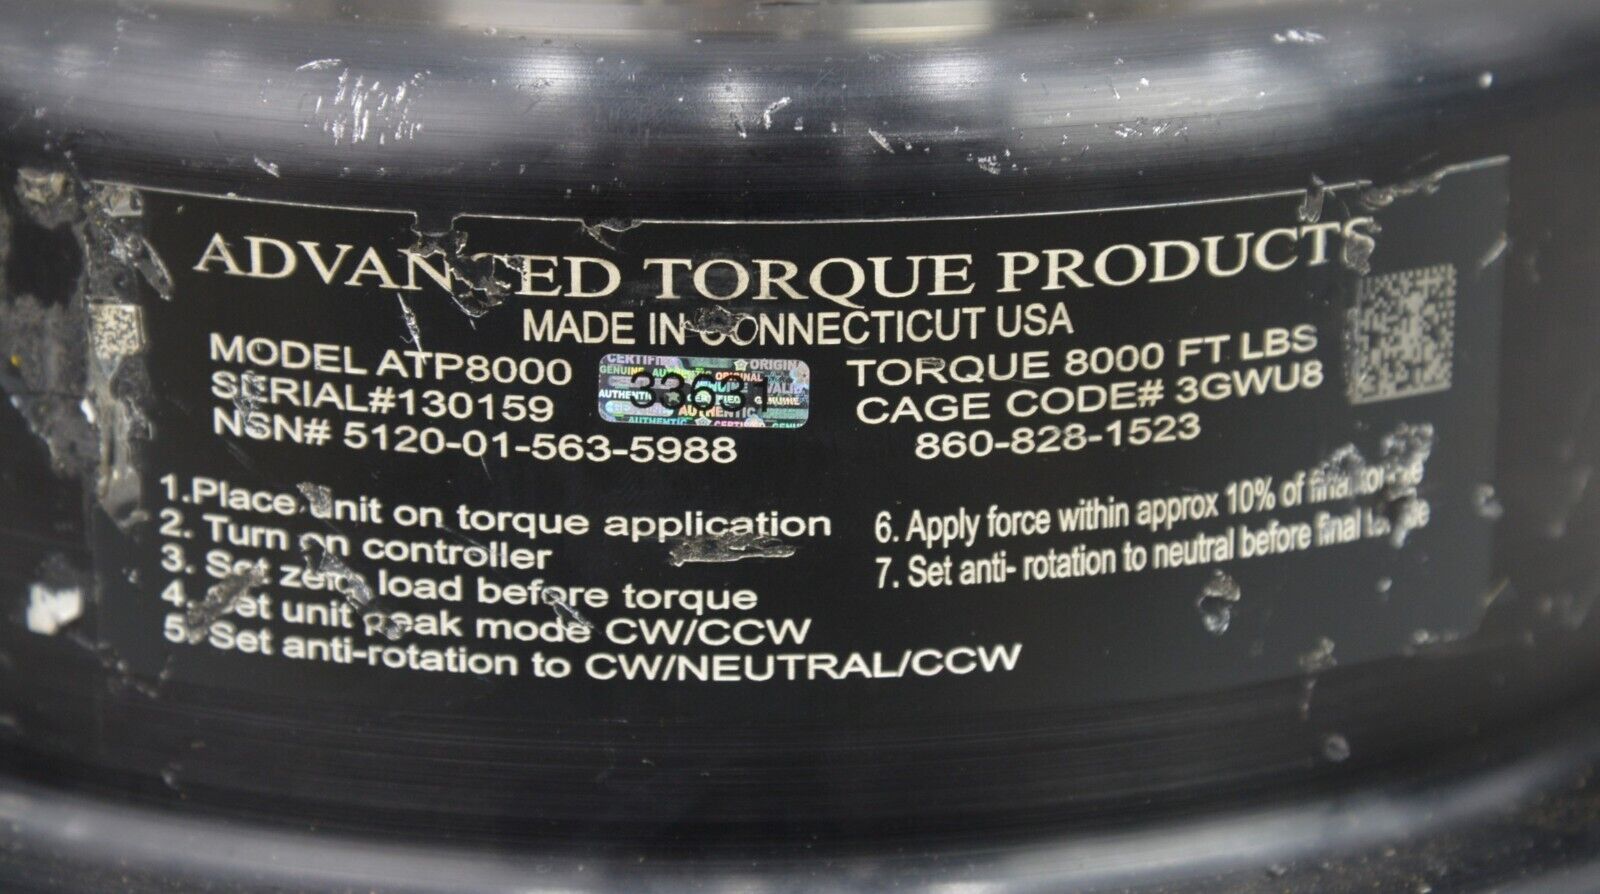 ADVANCED TORQUE PRODUCTS
MADE IN CONNECTICUT USA
MODEL ATP8000
SERIAL#130159
NSN# 5120-01-563-5988
TORQUE 8000 FT LBS
CAGE CODE# 3GWU8
860-828-1523
1.Place unit on torque application
2. Turn on controller
3. Set zero load before torque
4. Set unit peak mode CW/CCW
5. Set anti-rotation to CW/NEUTRAL/CCW
6. Apply force within approx 10% of final torque
7. Set anti- rotation to neutral before final torque